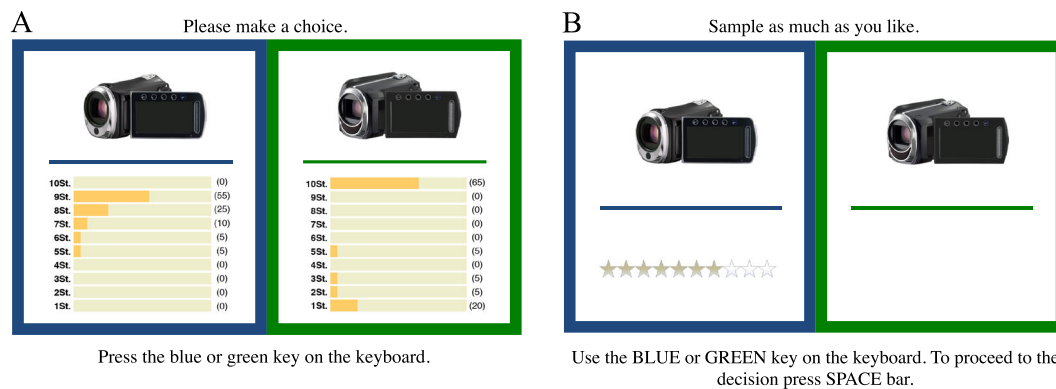 A
Please make a choice.
10St. (0)
9St. (55)
8St. (25)
7St. (10)
6St. (5)
5St. (5)
4St. (0)
3St. (0)
2St. (0)
1St. (0)
10St. (65)
9St. (0)
8St. (0)
7St. (0)
6St. (0)
5St. (5)
4St. (0)
3St. (5)
2St. (5)
1St. (20)
Press the blue or green key on the keyboard.
B
Sample as much as you like.
Use the BLUE or GREEN key on the keyboard. To proceed to the
decision press SPACE bar.